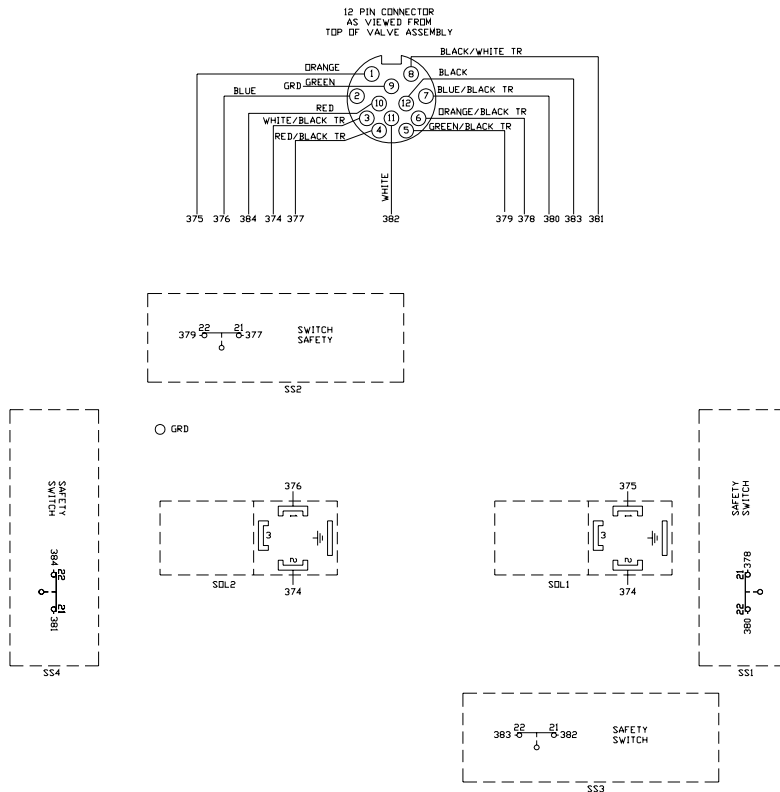 12 PIN CONNECTOR
AS VIEWED FROM
TOP OF VALVE ASSEMBLY
BLACK/WHITE TR
ORANGE
1
8
BLACK
GRD
GREEN
9
BLUE
2
7
BLUE/BLACK TR
RED
10
12
WHITE/BLACK TR
3
11
6
ORANGE/BLACK TR
RED/BLACK TR
4
5
GREEN/BLACK TR
WHITE
375 376 384 374 377 382 379 378 380 383 381
379 22 21 377
SWITCH
SAFETY
SS2
GRD
SAFETY
SWITCH
384 22
21 381
SS4
376
1
3
2
374
SOL2
375
1
3
2
374
SOL1
SAFETY
SWITCH
21 378
22 380
SS1
383 22 21 382
SAFETY
SWITCH
SS3